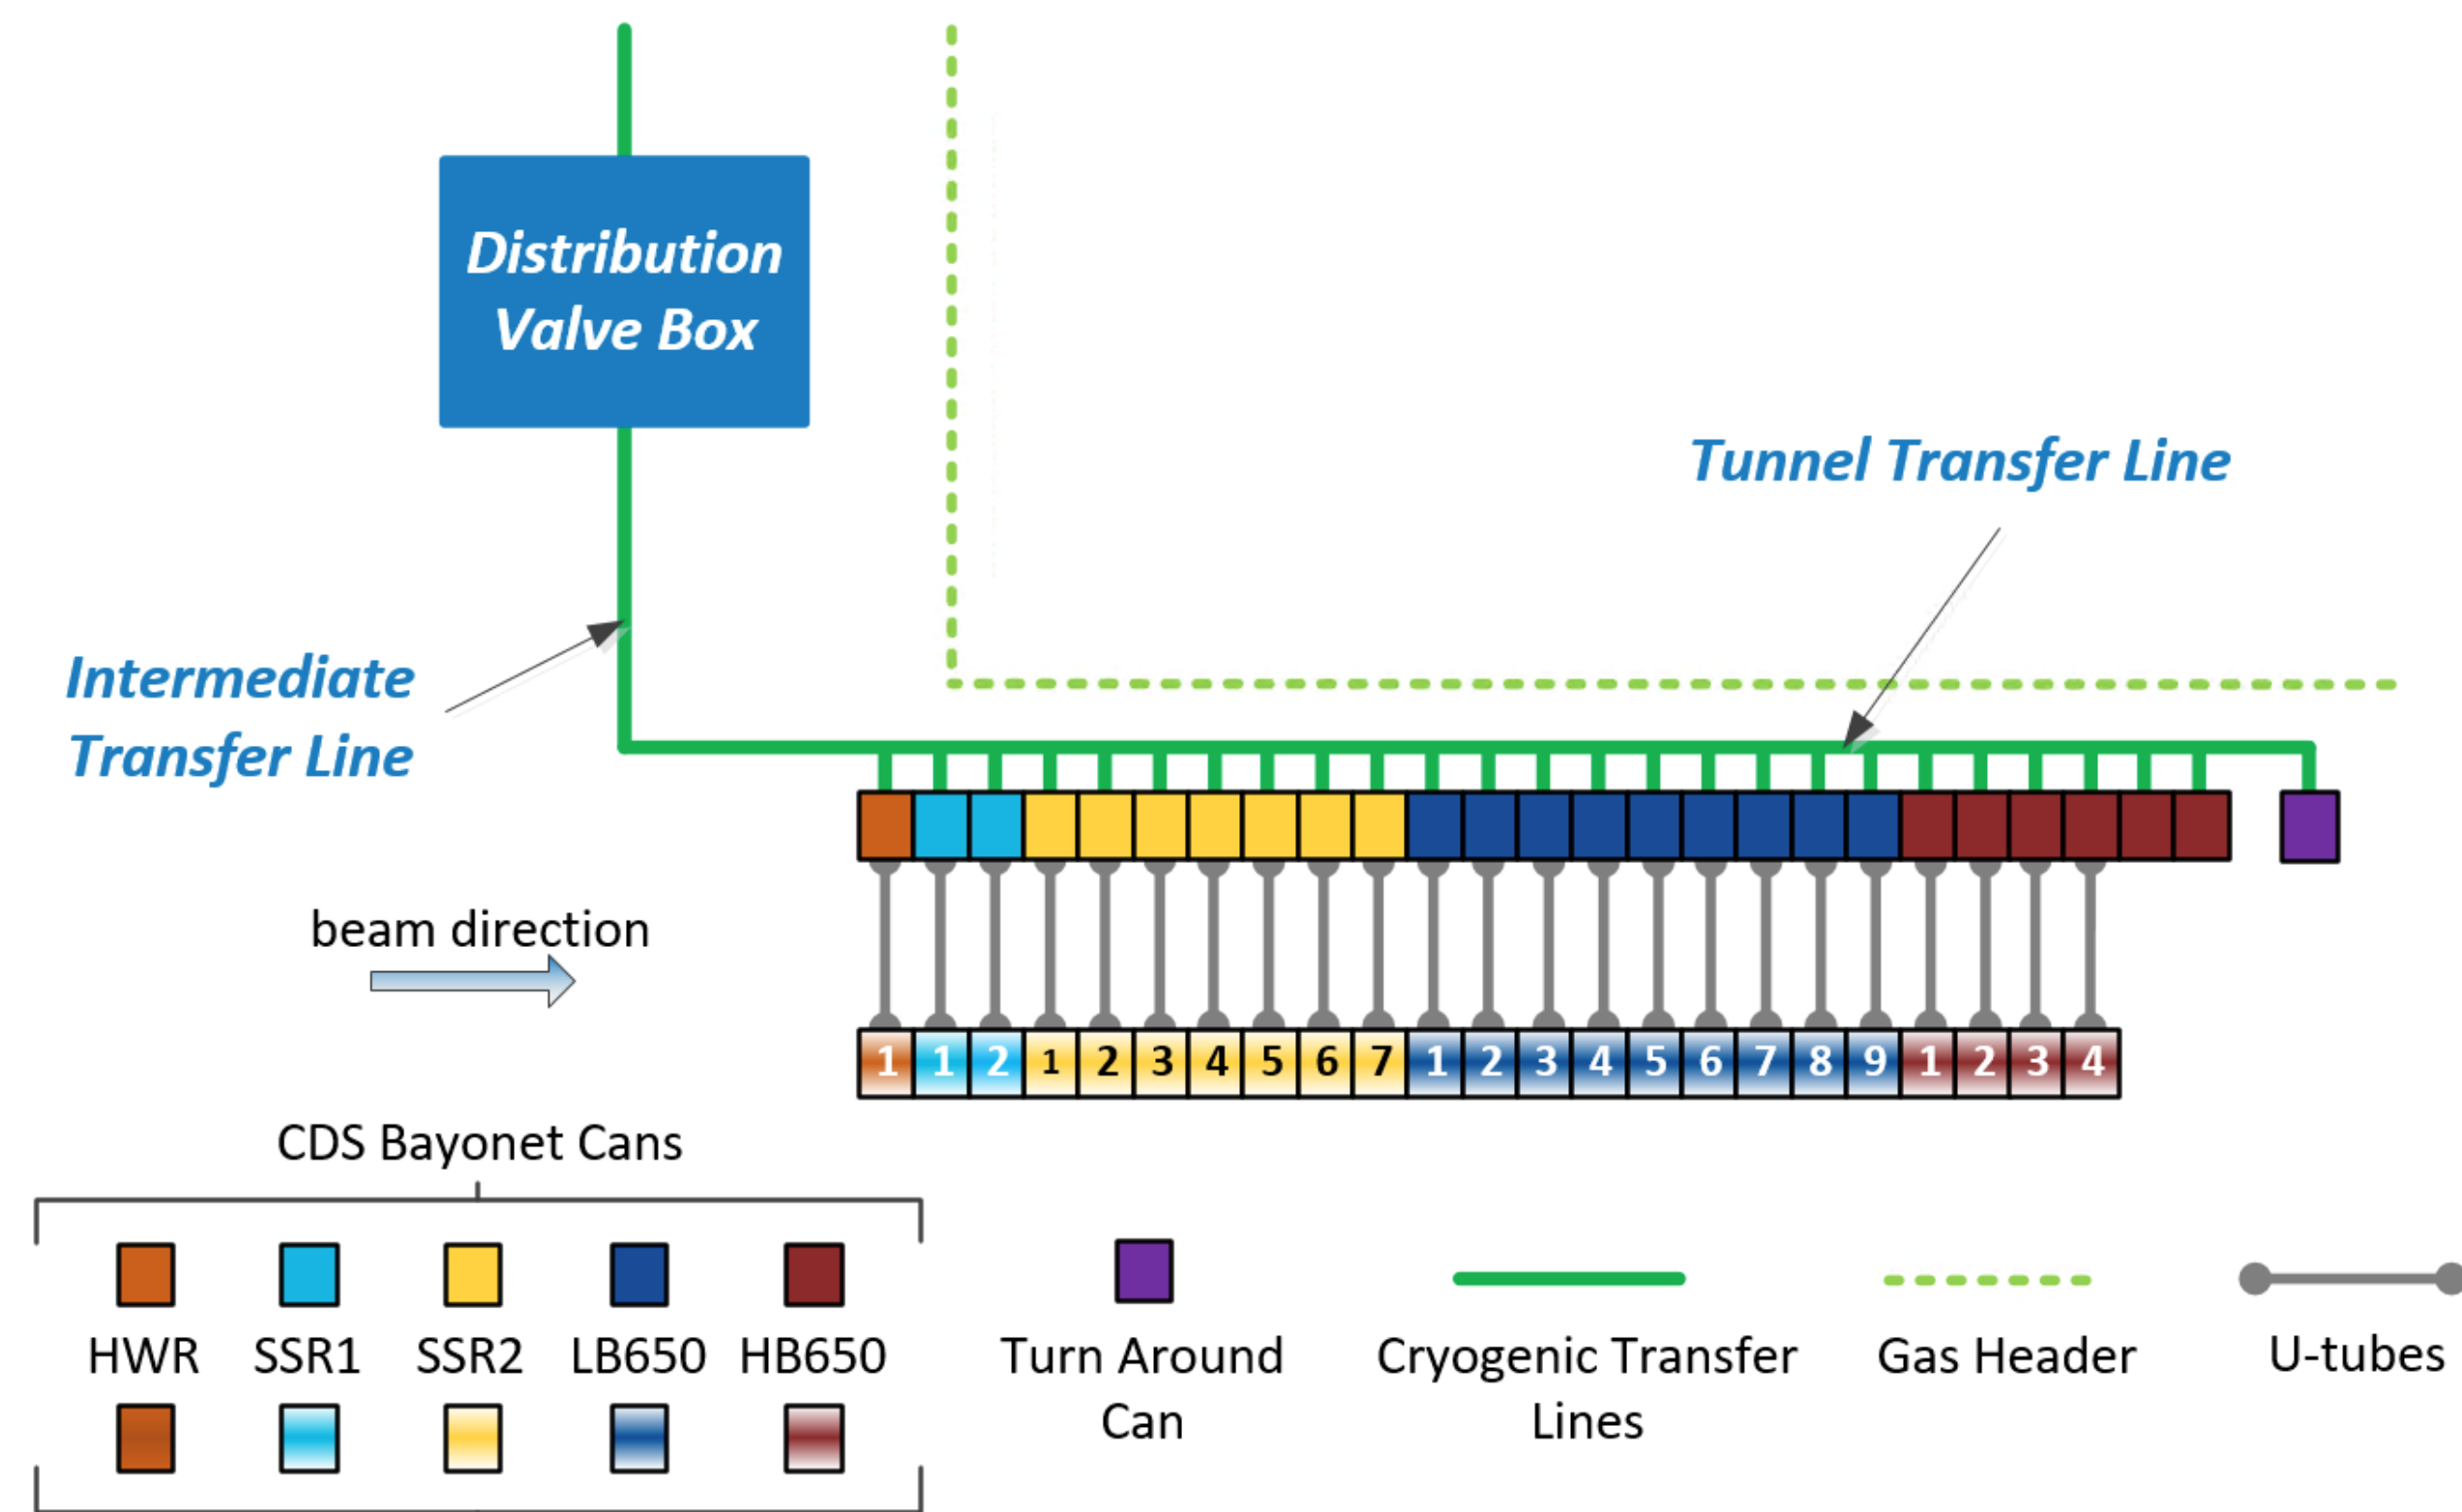 Distribution
Valve Box
Tunnel Transfer Line
Intermediate
Transfer Line
beam direction
1 1 2 1 2 3 4 5 6 7 1 2 3 4 5 6 7 8 9 1 2 3 4
CDS Bayonet Cans
HWR SSR1 SSR2 LB650 HB650
Turn Around
Can
Cryogenic Transfer
Lines
Gas Header
U-tubes